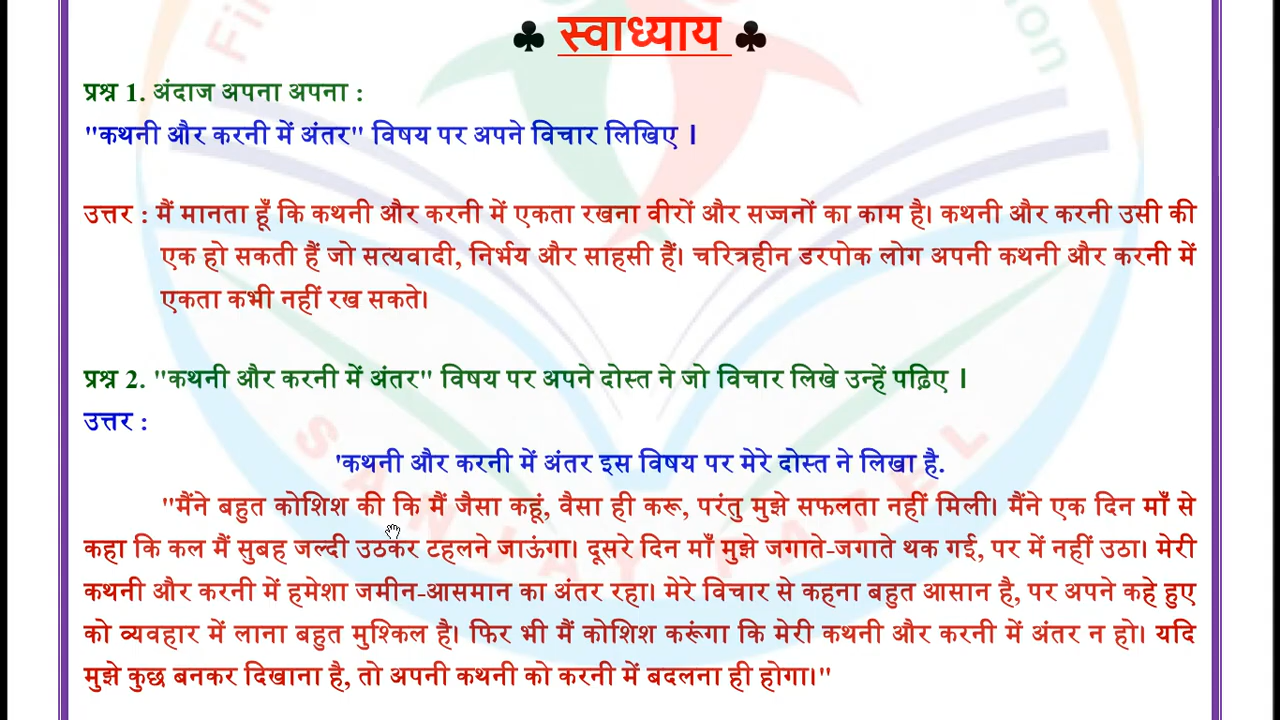 ♣ स्वाध्याय ♣
प्रश्न 1. अंदाज अपना अपना :
"कथनी और करनी में अंतर" विषय पर अपने विचार लिखिए ।
उत्तर : मैं मानता हूँ कि कथनी और करनी में एकता रखना वीरों और सज्जनों का काम है। कथनी और करनी उसी की
एक हो सकती हैं जो सत्यवादी, निर्भय और साहसी हैं। चरित्रहीन डरपोक लोग अपनी कथनी और करनी में
एकता कभी नहीं रख सकते।
प्रश्न 2. "कथनी और करनी में अंतर" विषय पर अपने दोस्त ने जो विचार लिखे उन्हें पढ़िए ।
उत्तर :
'कथनी और करनी में अंतर इस विषय पर मेरे दोस्त ने लिखा है.
"मैंने बहुत कोशिश की कि मैं जैसा कहूं, वैसा ही करू, परंतु मुझे सफलता नहीं मिली। मैंने एक दिन माँ से
कहा कि कल मैं सुबह जल्दी उठकर टहलने जाऊंगा। दूसरे दिन माँ मुझे जगाते-जगाते थक गई, पर में नहीं उठा। मेरी
कथनी और करनी में हमेशा जमीन-आसमान का अंतर रहा। मेरे विचार से कहना बहुत आसान है, पर अपने कहे हुए
को व्यवहार में लाना बहुत मुश्किल है। फिर भी मैं कोशिश करूंगा कि मेरी कथनी और करनी में अंतर न हो। यदि
मुझे कुछ बनकर दिखाना है, तो अपनी कथनी को करनी में बदलना ही होगा।"
SANJAY PATEL